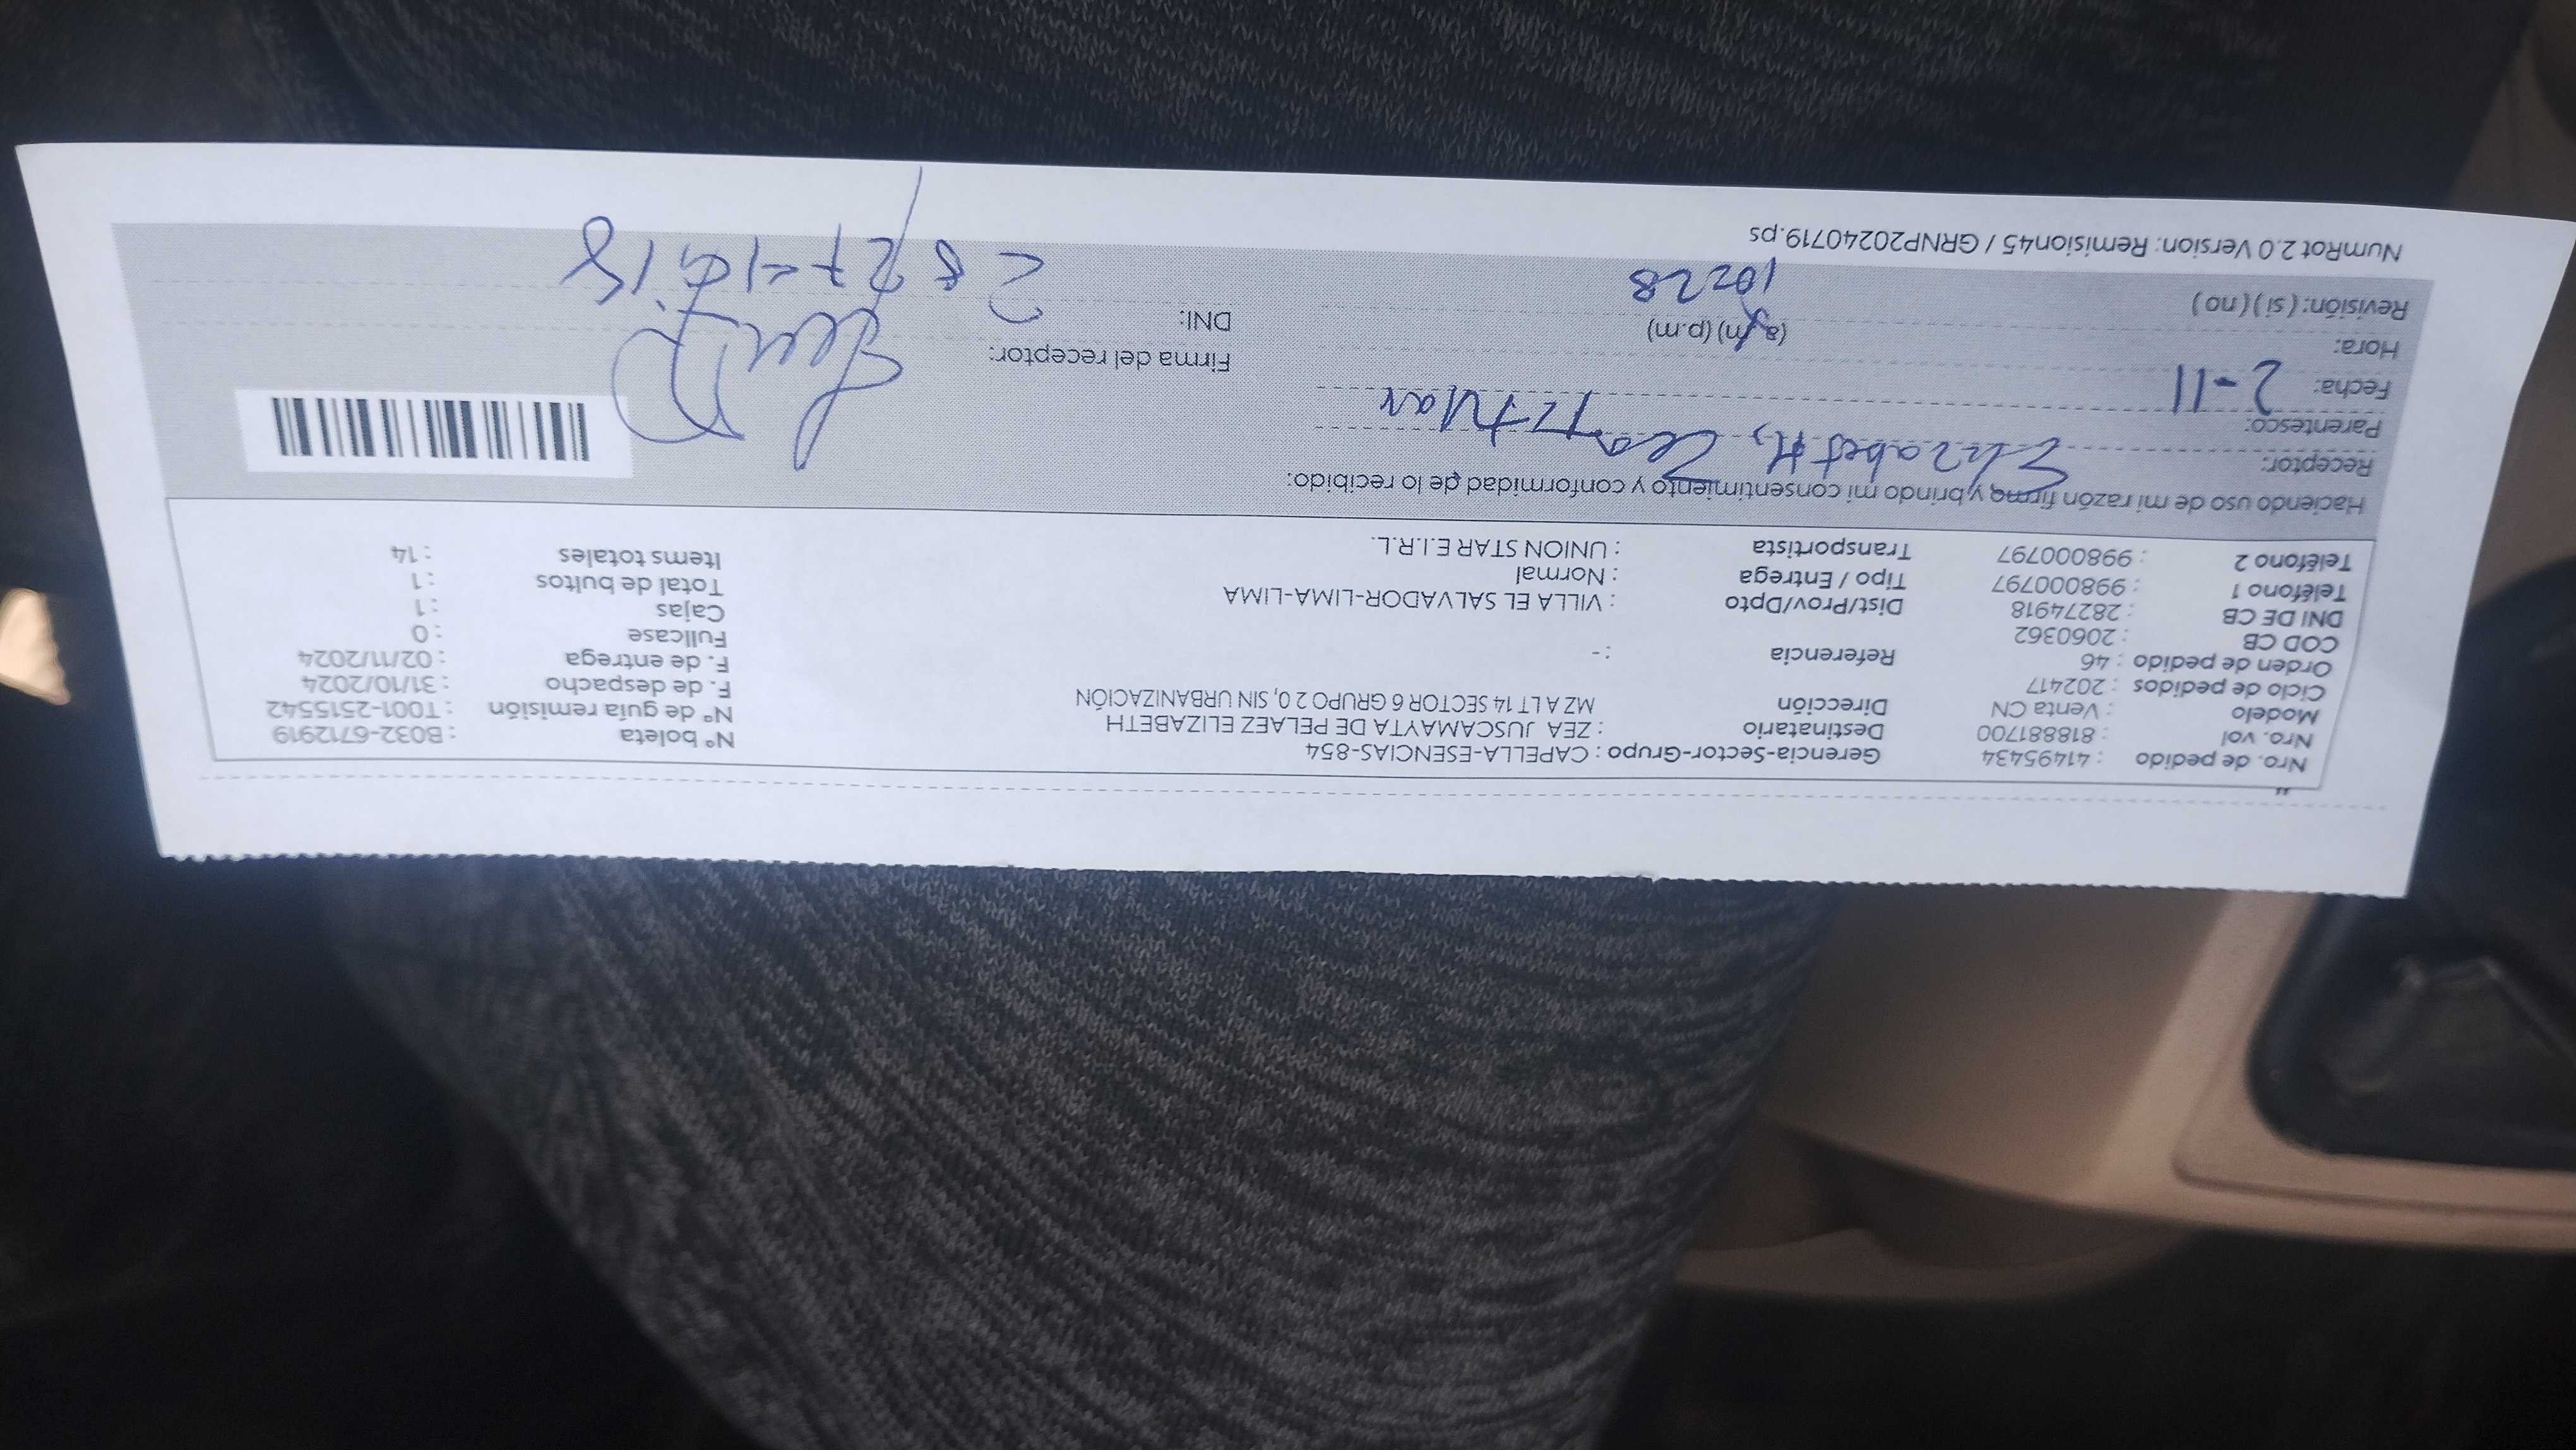 Nro. de pedido : 41495434
Nro. vol : 818881700
Modelo : Venta CN
Ciclo de pedidos : 202417
Orden de pedido : 46
COD CB : 2060362
DNI DE CB : 28274918
Teléfono 1 : 998000797
Teléfono 2 : 998000797
Gerencia-Sector-Grupo : CAPELLA-ESENCIAS-854
Destinatario : ZEA JUSCAMAYTA DE PELAEZ ELIZABETH
Dirección MZ A LT 14 SECTOR 6 GRUPO 2 0, SIN URBANIZACIÓN
Referencia : -
Dist/Prov/Dpto : VILLA EL SALVADOR-LIMA-LIMA
Tipo / Entrega : Normal
Transportista : UNION STAR E.I.R.L.
N° boleta : B032-6712919
N° de guía remisión : T001-2515542
F. de despacho : 31/10/2024
F. de entrega : 02/11/2024
Fullcase : 0
Cajas : 1
Total de bultos : 1
Items totales : 14
Haciendo uso de mi razón firmo y brindo mi consentimiento y conformidad de lo recibido:
Receptor: Elizabeth Zea
Parentesco: Titular
Fecha: 2-11
Hora: (a.m) (p.m)
10:28
Revisión: ( si ) ( no )
Firma del receptor:
DNI: 28274918
NumRot 2.0 Version: Remision45 / GRNP20240719.ps